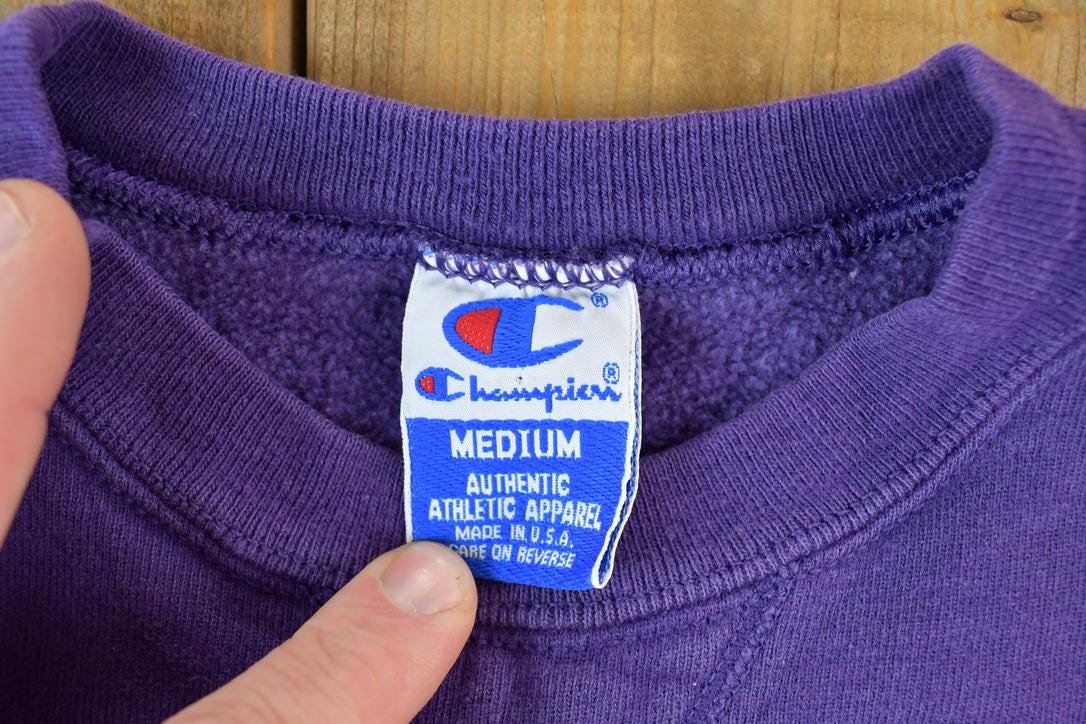 ®
Champion®
MEDIUM
AUTHENTIC
ATHLETIC APPAREL
MADE IN U.S.A.
CARE ON REVERSE